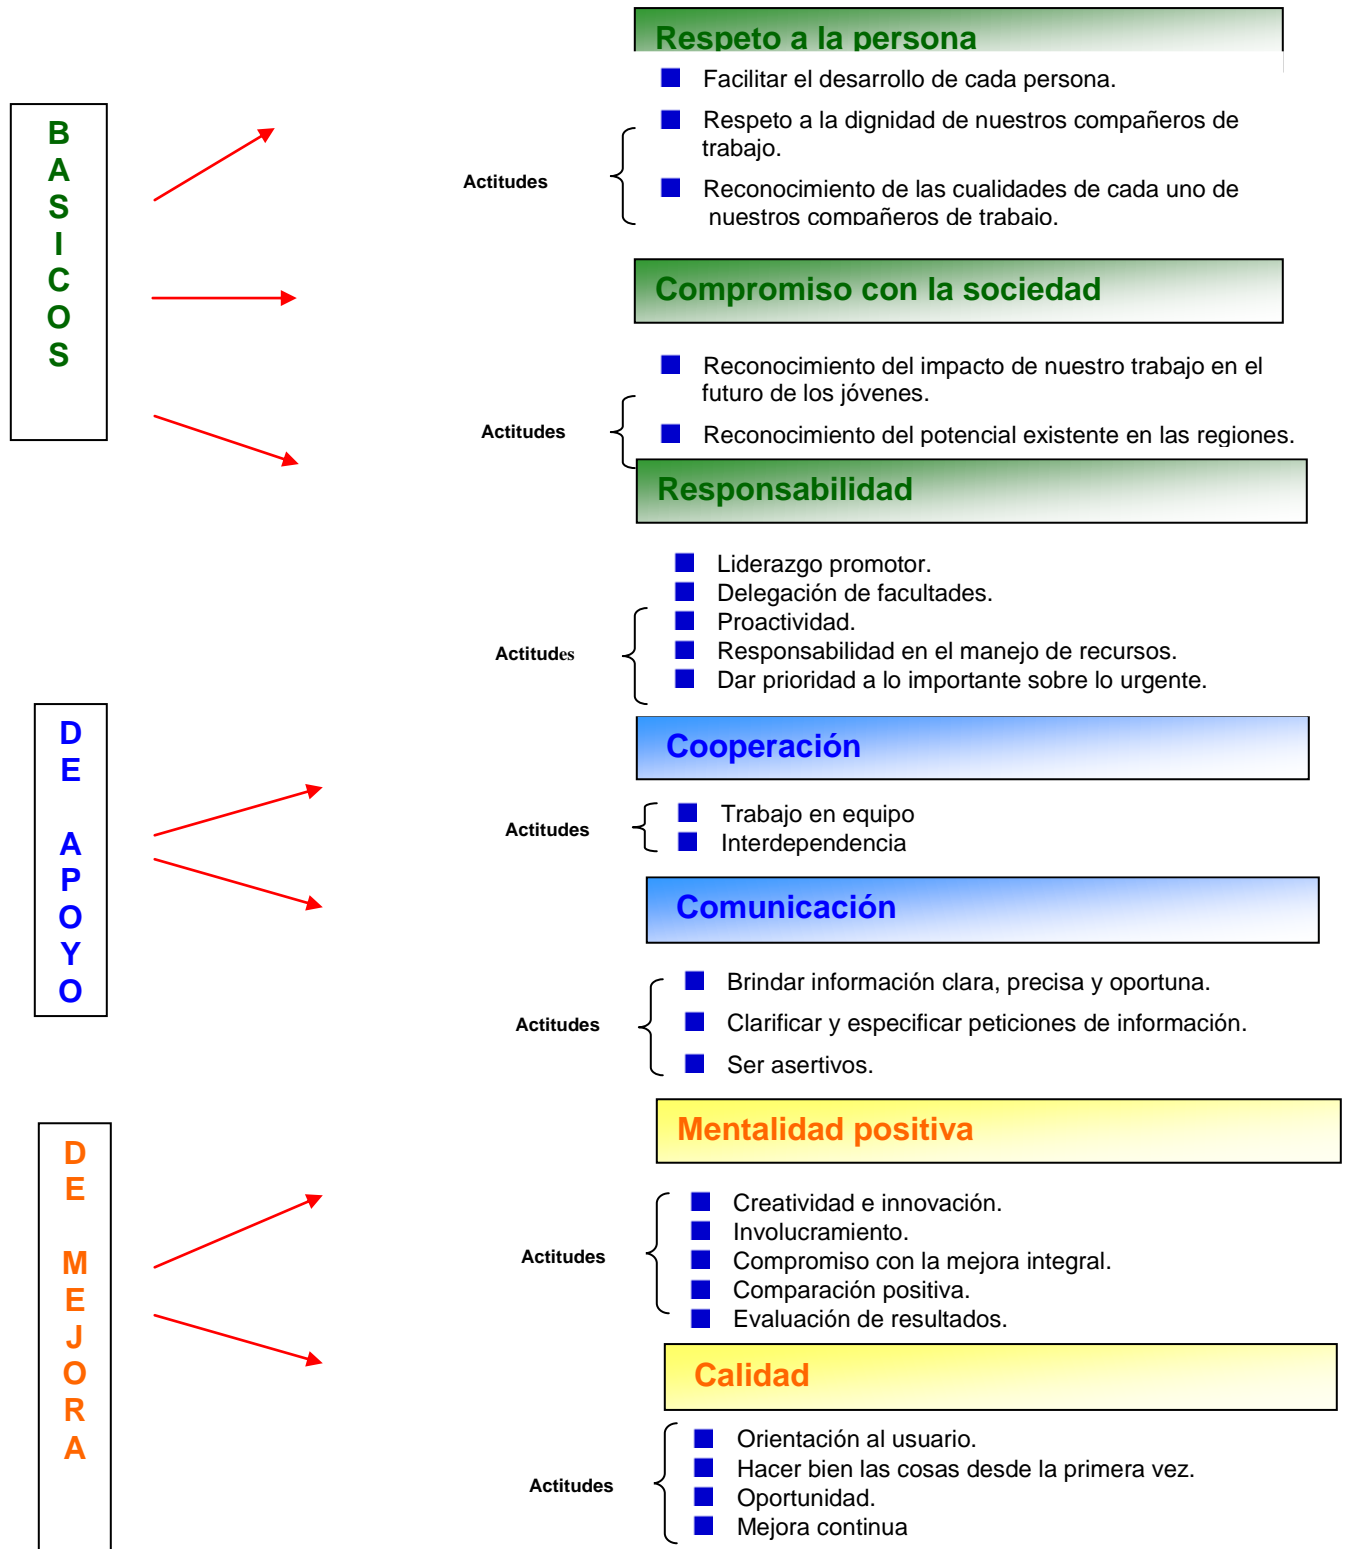 BASICOS
Respeto a la persona
Facilitar el desarrollo de cada persona.
Respeto a la dignidad de nuestros compañeros de
trabajo.
Actitudes
Reconocimiento de las cualidades de cada uno de
nuestros compañeros de trabajo.
Compromiso con la sociedad
Reconocimiento del impacto de nuestro trabajo en el
futuro de los jóvenes.
Actitudes
Reconocimiento del potencial existente en las regiones.
Responsabilidad
Liderazgo promotor.
Delegación de facultades.
Proactividad.
Actitudes
Responsabilidad en el manejo de recursos.
Dar prioridad a lo importante sobre lo urgente.
DE APOYO
Cooperación
Actitudes
Trabajo en equipo
Interdependencia
Comunicación
Brindar información clara, precisa y oportuna.
Actitudes
Clarificar y especificar peticiones de información.
Ser asertivos.
DE MEJORA
Mentalidad positiva
Creatividad e innovación.
Involucramiento.
Actitudes
Compromiso con la mejora integral.
Comparación positiva.
Evaluación de resultados.
Calidad
Orientación al usuario.
Hacer bien las cosas desde la primera vez.
Actitudes
Oportunidad.
Mejora continua